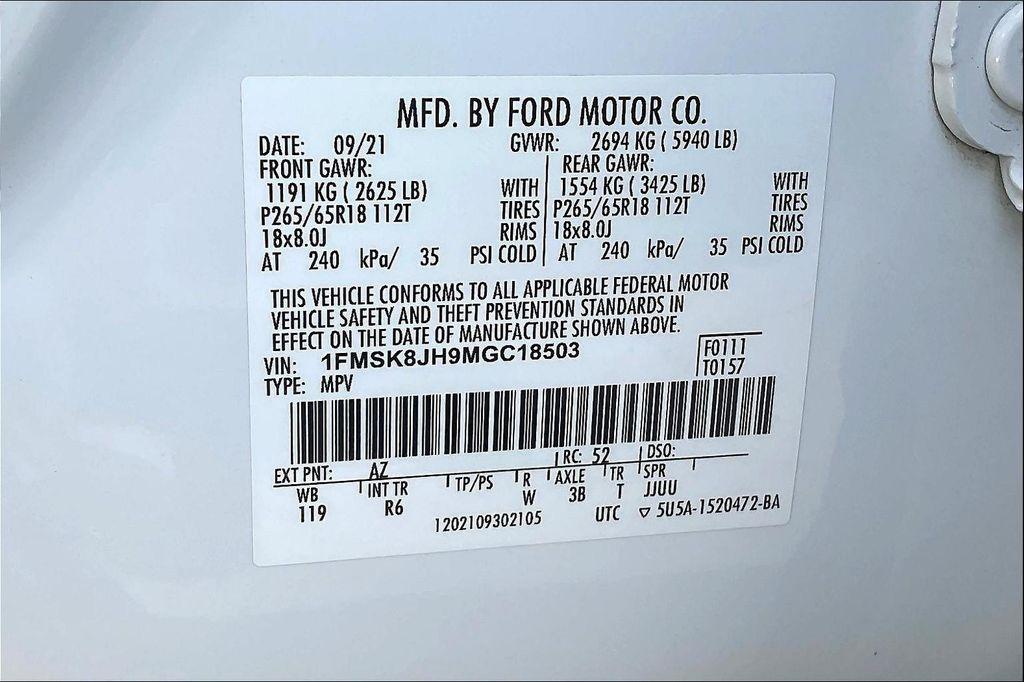 MFD. BY FORD MOTOR CO.
DATE: 09/21 GVWR: 2694 KG ( 5940 LB)
FRONT GAWR: REAR GAWR:
1191 KG ( 2625 LB) WITH 1554 KG ( 3425 LB) WITH
P265/65R18 112T TIRES P265/65R18 112T TIRES
18x8.0J RIMS 18x8.0J RIMS
AT 240 kPa/ 35 PSI COLD AT 240 kPa/ 35 PSI COLD
THIS VEHICLE CONFORMS TO ALL APPLICABLE FEDERAL MOTOR
VEHICLE SAFETY AND THEFT PREVENTION STANDARDS IN
EFFECT ON THE DATE OF MANUFACTURE SHOWN ABOVE.
VIN: 1FMSK8JH9MGC18503 F0111
TYPE: MPV T0157
EXT PNT: AZ RC: 52 DSO:
WB INT TR TP/PS R AXLE TR SPR
119 R6 W 3B T JJUU
1202109302105 UTC ▽ 5U5A-1520472-BA